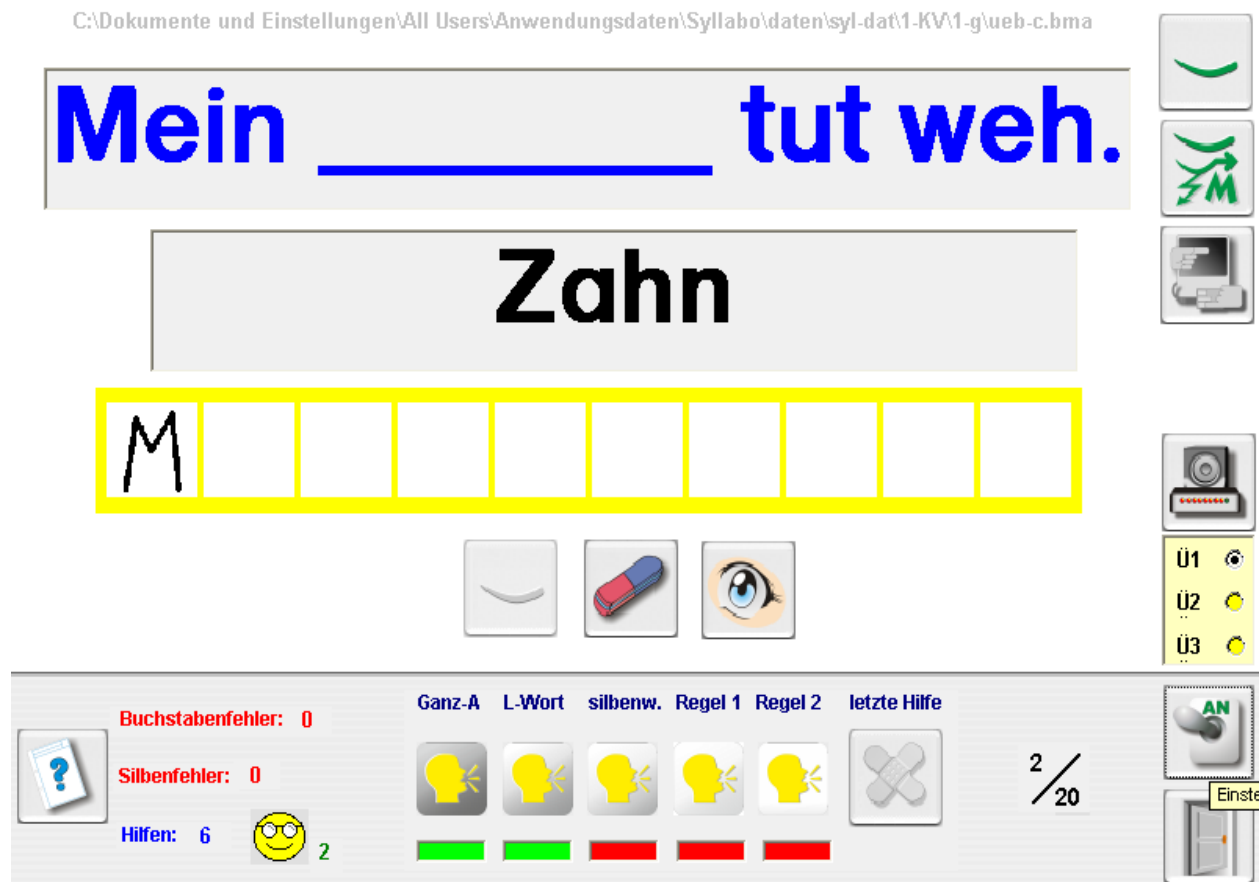 C:\Dokumente und Einstellungen\All Users\Anwendungsdaten\Syllabo\daten\syl-dat\1-KV\1-g\ueb-c.bma
Mein ________ tut weh.
Zahn
M
M
Ü1
Ü2
Ü3
Ganz-A L-Wort silbenw. Regel 1 Regel 2 letzte Hilfe
AN
Buchstabenfehler: 0
Silbenfehler: 0
?
2/20
Einste
Hilfen: 6
2